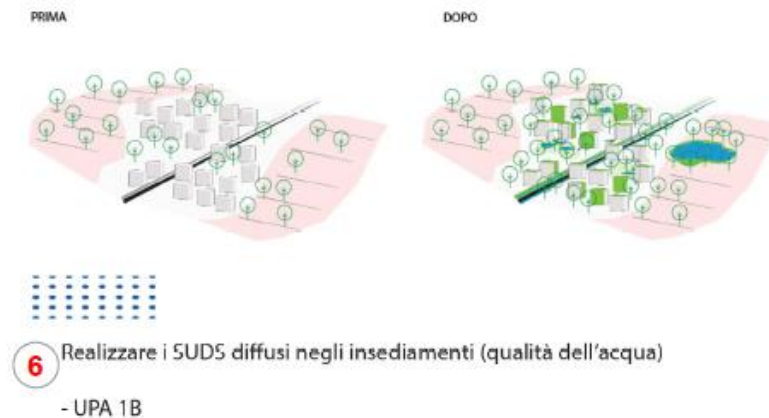 PRIMA
DOPO
6 Realizzare i SUDS diffusi negli insediamenti (qualità dell'acqua)
- UPA 1B